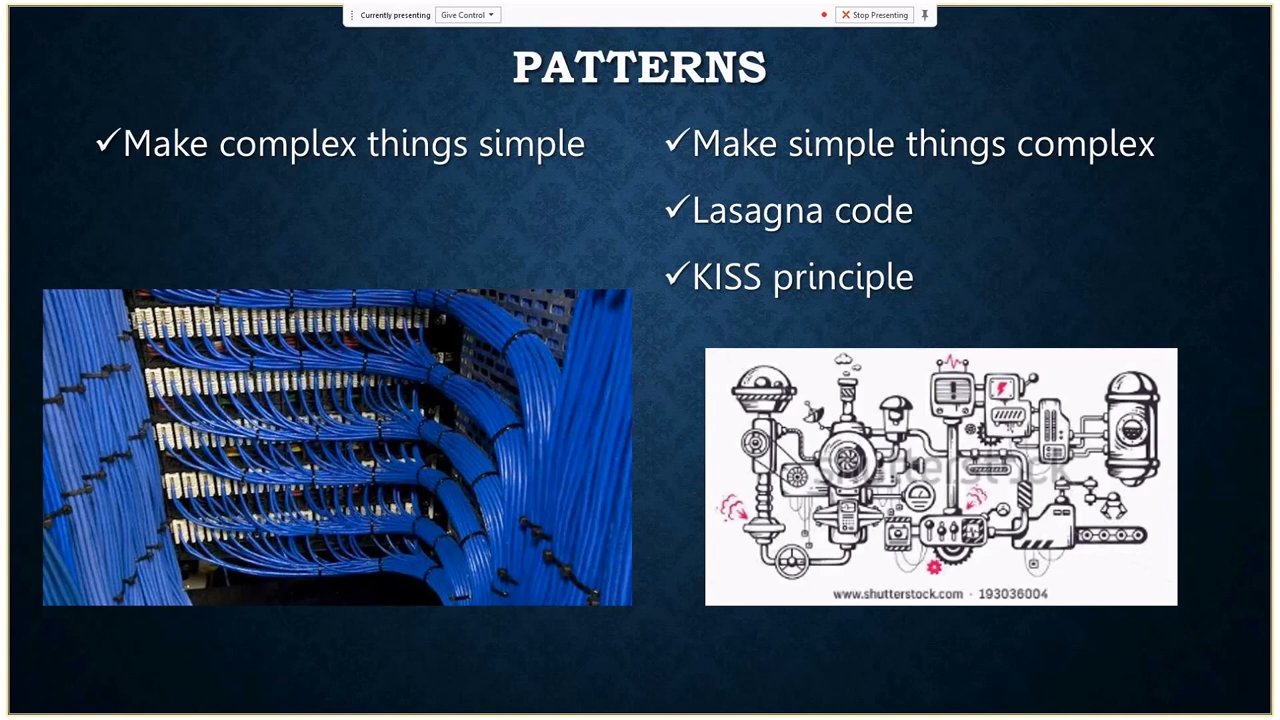 Currently presenting Give Control Stop Presenting
PATTERNS
✓Make complex things simple
✓Make simple things complex
✓Lasagna code
✓KISS principle
shutterstock
www.shutterstock.com · 193036004